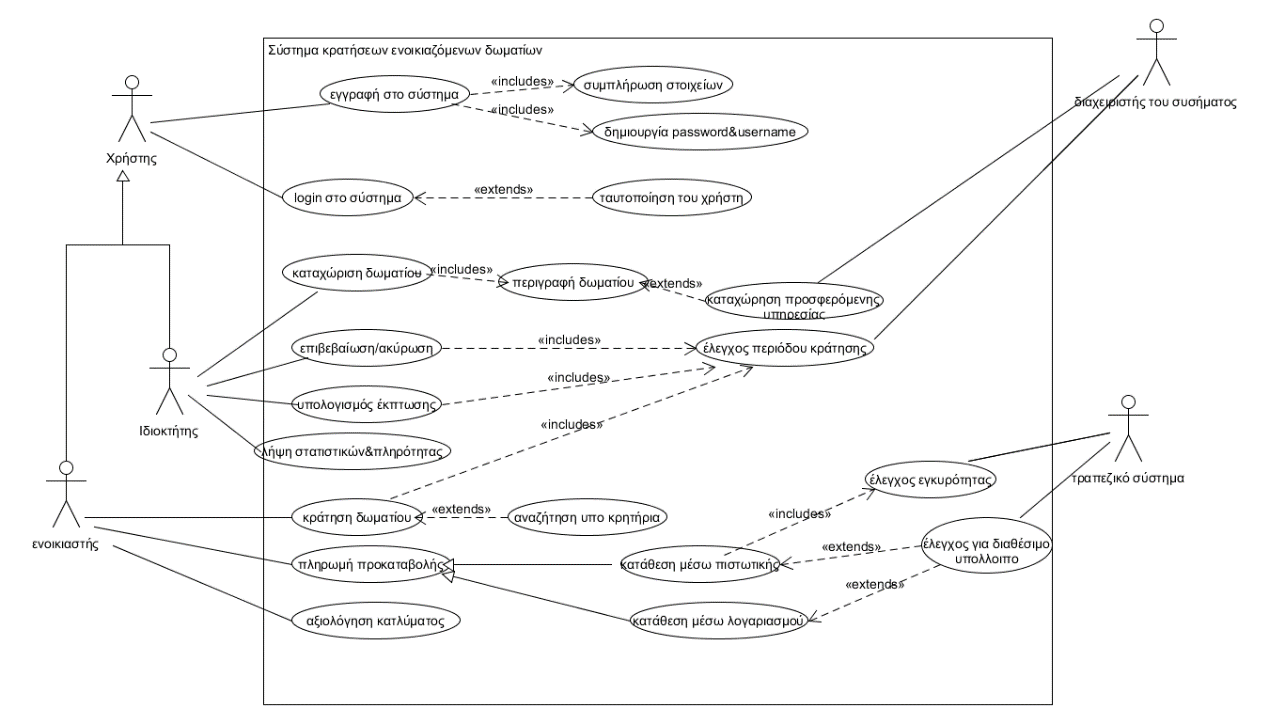 Σύστημα κρατήσεων ενοικιαζόμενων δωματίων
εγγραφή στο σύστημα
«includes»
συμπλήρωση στοιχείων
«includes»
δημιουργία password&username
διαχειριστής του συσήματος
Χρήστης
login στο σύστημα
«extends»
ταυτοποίηση του χρήστη
καταχώριση δωματίου
«includes»
περιγραφή δωματίου
«extends»
καταχώρηση προσφερόμενης
υπηρεσίας
επιβεβαίωση/ακύρωση
«includes»
έλεγχος περιόδου κράτησης
«includes»
υπολογισμός έκπτωσης
Ιδιοκτήτης
«includes»
λήψη στατιστικών&πληρότητας
έλεγχος εγκυρότητας
τραπεζικό σύστημα
κράτηση δωματίου
«extends»
αναζήτηση υπο κρητήρια
«includes»
ενοικιαστής
πληρωμή προκαταβολής
κατάθεση μέσω πιστωτικής
«extends»
έλεγχος για διαθέσιμο
υπολλοιπο
«extends»
αξιολόγηση κατλύματος
κατάθεση μέσω λογαριασμού